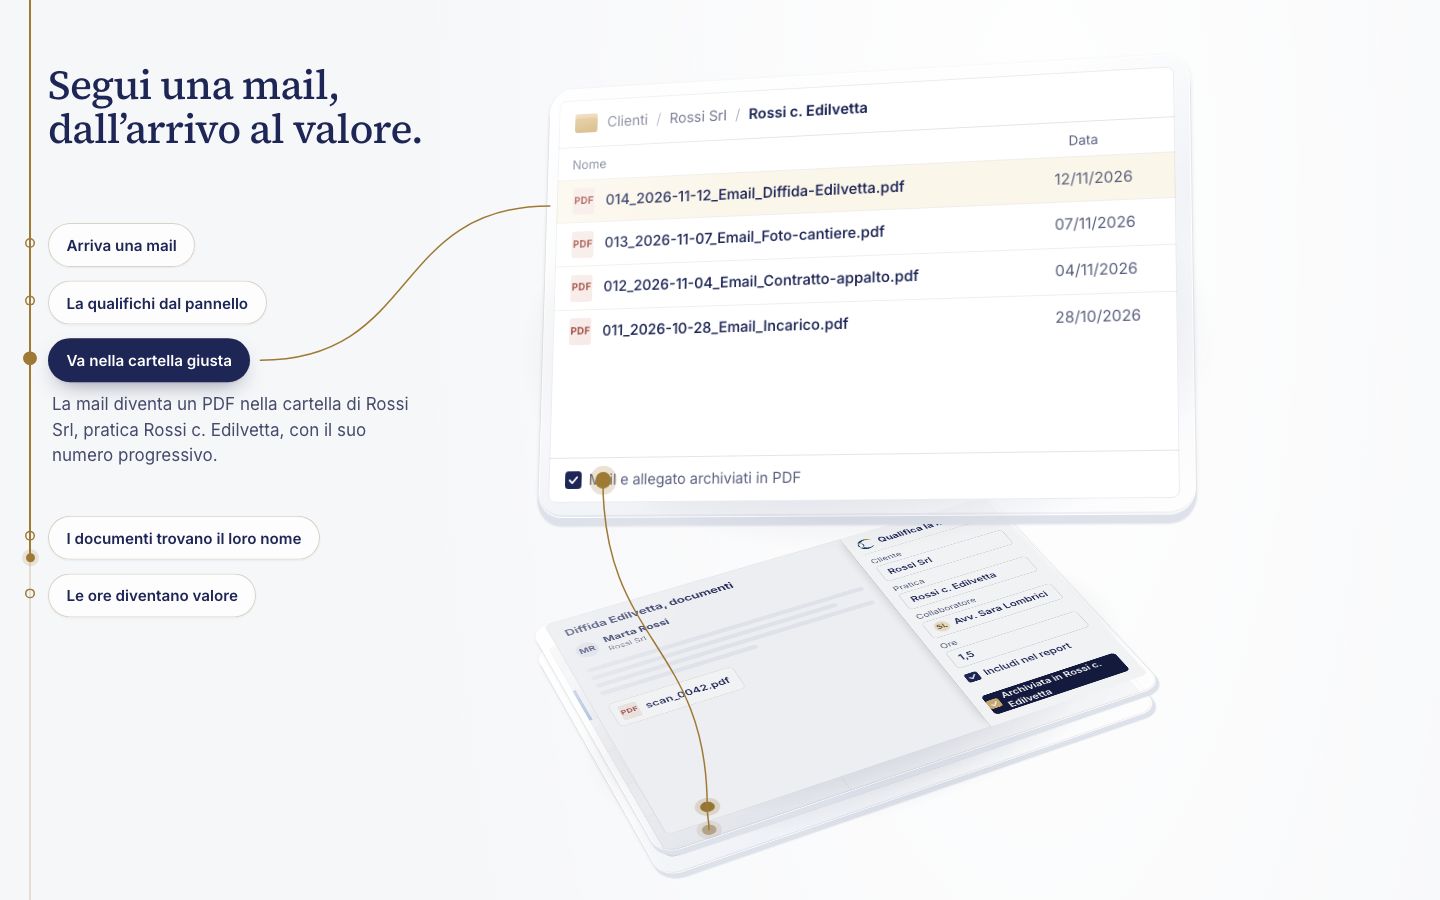 Segui una mail,
dall’arrivo al valore.
Arriva una mail
La qualifichi dal pannello
Va nella cartella giusta
La mail diventa un PDF nella cartella di Rossi
Srl, pratica Rossi c. Edilvetta, con il suo
numero progressivo.
I documenti trovano il loro nome
Le ore diventano valore
Clienti / Rossi Srl / Rossi c. Edilvetta
Nome Data
PDF 014_2026-11-12_Email_Diffida-Edilvetta.pdf 12/11/2026
PDF 013_2026-11-07_Email_Foto-cantiere.pdf 07/11/2026
PDF 012_2026-11-04_Email_Contratto-appalto.pdf 04/11/2026
PDF 011_2026-10-28_Email_Incarico.pdf 28/10/2026
e allegato archiviati in PDF
Diffida Edilvetta, documenti
MR Marta Rossi
Rossi Srl
PDF scan_0042.pdf
Qualifica la
Cliente
Rossi Srl
Pratica
Rossi c. Edilvetta
Collaboratore
SL Avv. Sara Lombrici
Ore
1,5
Includi nel report
Archiviata in Rossi c.
Edilvetta